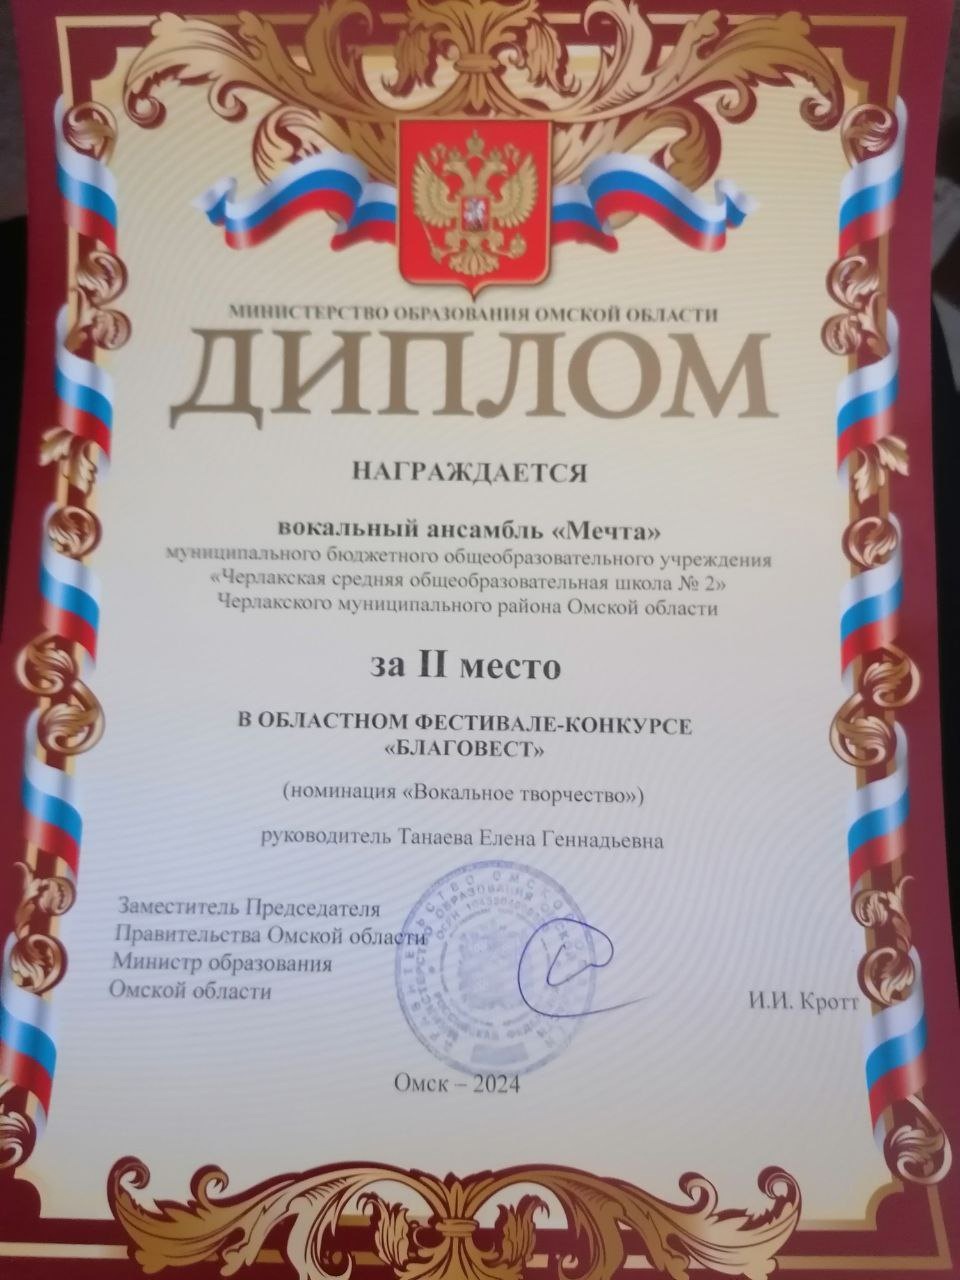 МИНИСТЕРСТВО ОБРАЗОВАНИЯ ОМСКОЙ ОБЛАСТИ
ДИПЛОМ
НАГРАЖДАЕТСЯ
вокальный ансамбль «Мечта»
муниципального бюджетного общеобразовательного учреждения
«Черлакская средняя общеобразовательная школа № 2»
Черлакского муниципального района Омской области
за II место
В ОБЛАСТНОМ ФЕСТИВАЛЕ-КОНКУРСЕ
«БЛАГОВЕСТ»
(номинация «Вокальное творчество»)
руководитель Танаева Елена Геннадьевна
Заместитель Председателя
Правительства Омской области
Министр образования
Омской области
И.И. Кротт
Омск – 2024